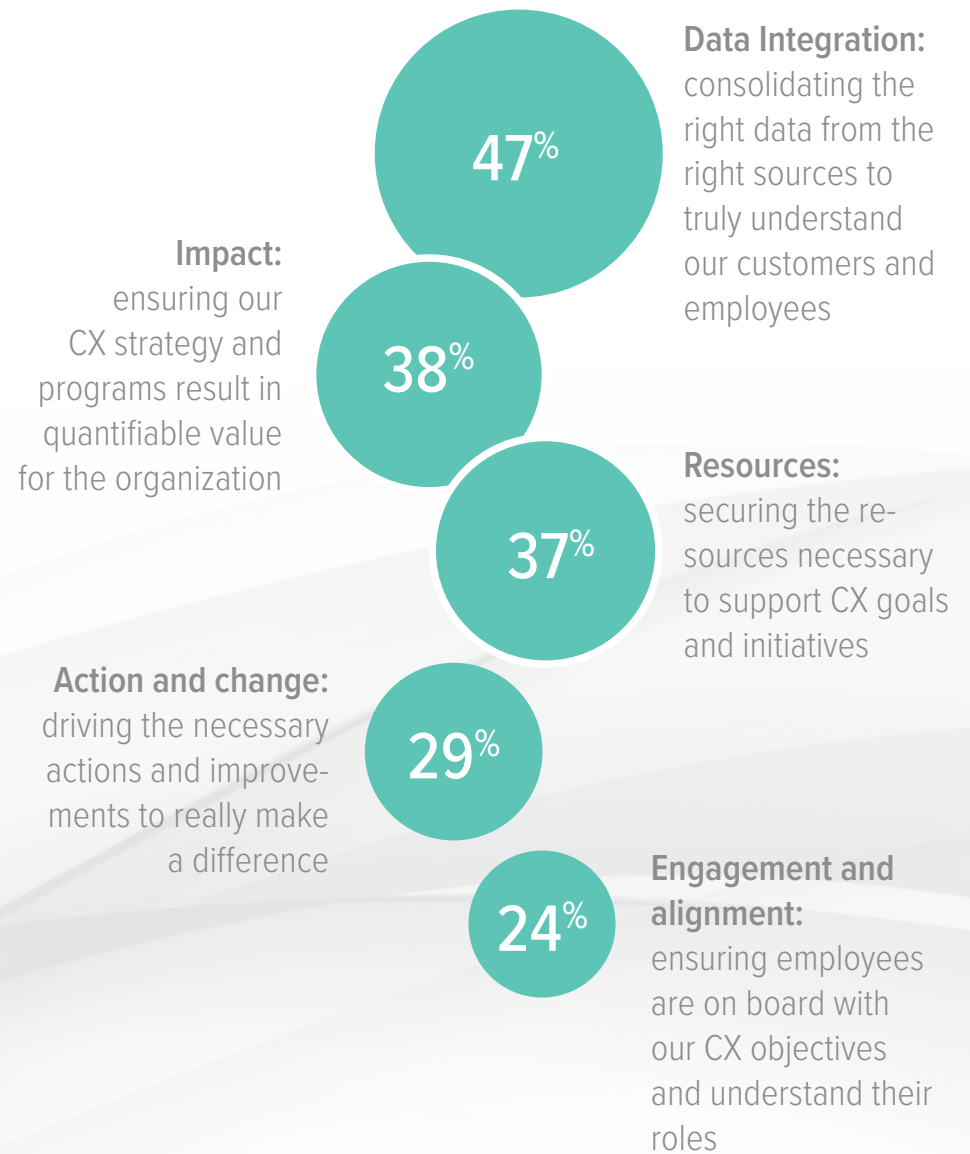 47%
Data Integration:
consolidating the
right data from the
right sources to
truly understand
our customers and
employees
Impact:
ensuring our
CX strategy and
programs result in
quantifiable value
for the organization
38%
37%
Resources:
securing the re-
sources necessary
to support CX goals
and initiatives
Action and change:
driving the necessary
actions and improve-
ments to really make
a difference
29%
24%
Engagement and
alignment:
ensuring employees
are on board with
our CX objectives
and understand their
roles